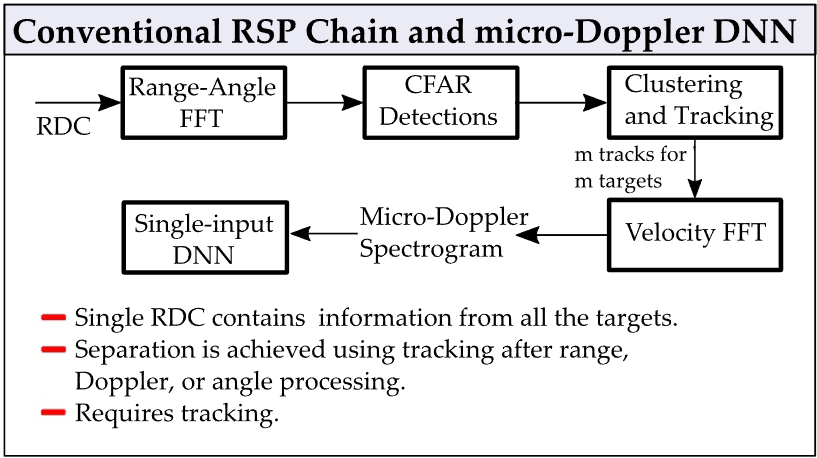 Conventional RSP Chain and micro-Doppler DNN
RDC
Range-Angle
FFT
CFAR
Detections
Clustering
and Tracking
m tracks for
m targets
Velocity FFT
Micro-Doppler
Spectrogram
Single-input
DNN
Single RDC contains information from all the targets.
Separation is achieved using tracking after range,
Doppler, or angle processing.
Requires tracking.